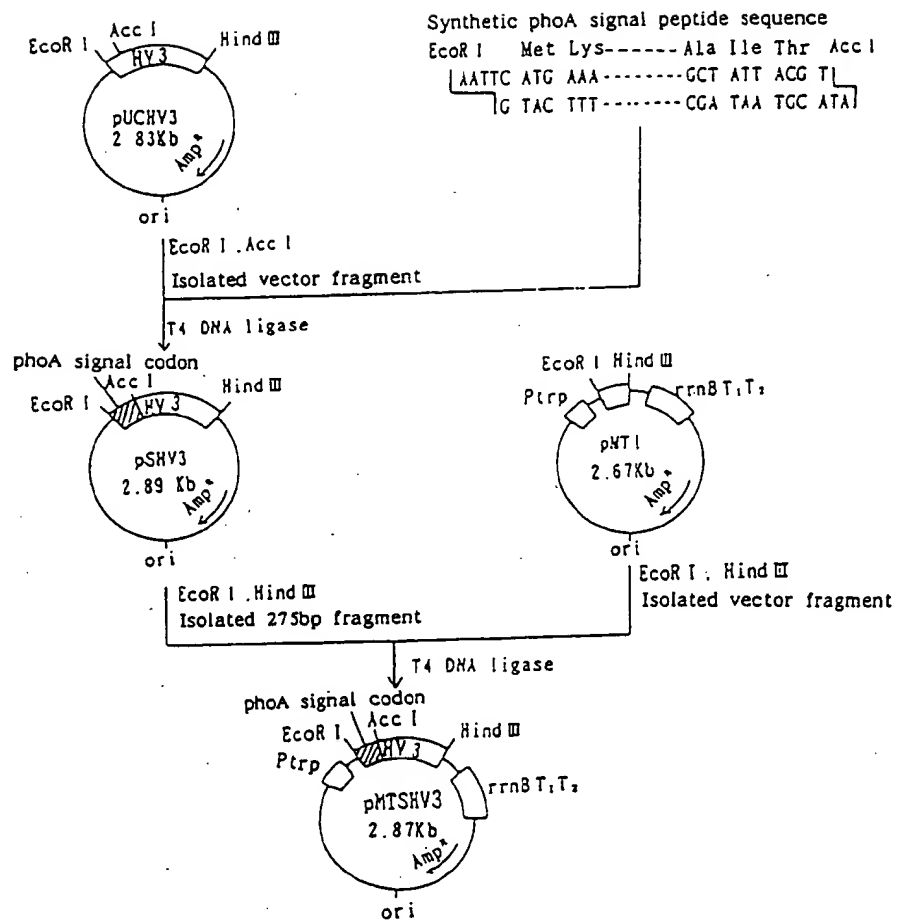 Synthetic phoA signal peptide sequence
EcoR I Met Lys------Ala Ile Thr Acc I
AATTC ATG AAA--------GCT ATT ACG T
G TAC TTT--------CGA TAA TGC ATA
EcoR I Acc I Hind III
HV3
pUCHV3
2 83Kb
Amp R
ori
EcoR I . Acc I
Isolated vector fragment
T4 DNA ligase
phoA signal codon
EcoR I Acc I HV3 Hind III
pSHV3
2.89 Kb
Amp R
ori
EcoR I Hind III
Ptrp rrnB T₁T₂
pMT1
2.67Kb
Amp R
ori
EcoR I .Hind III
Isolated 275bp fragment
EcoR I . Hind III
Isolated vector fragment
T4 DNA ligase
phoA signal codon
EcoR I Acc I Hind III
Ptrp HV3 rrnB T₁T₂
pMTSHV3
2.87Kb
Amp R
ori